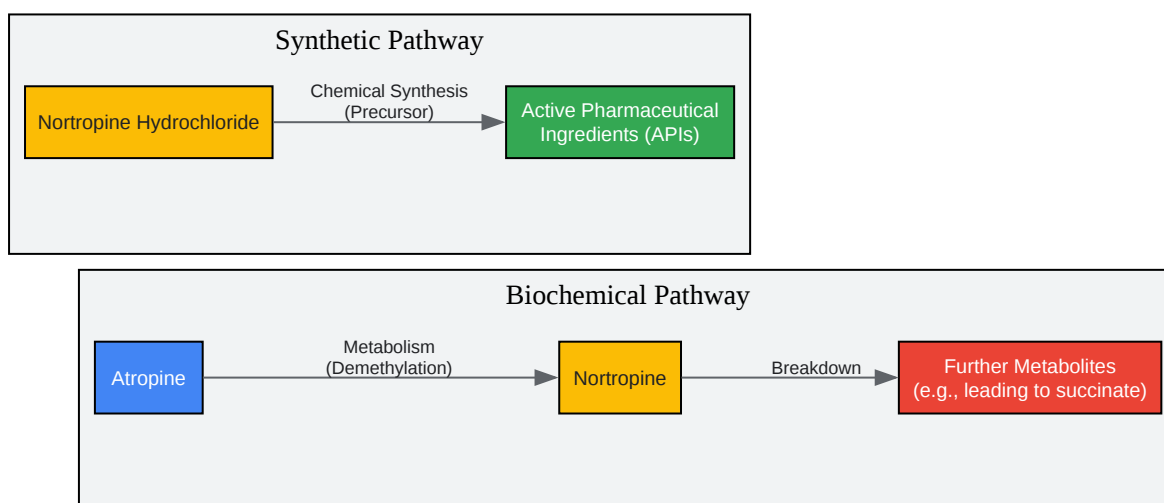 Synthetic Pathway
Nortropine Hydrochloride
Chemical Synthesis
(Precursor)
Active Pharmaceutical
Ingredients (APIs)
Biochemical Pathway
Atropine
Metabolism
(Demethylation)
Nortropine
Breakdown
Further Metabolites
(e.g., leading to succinate)